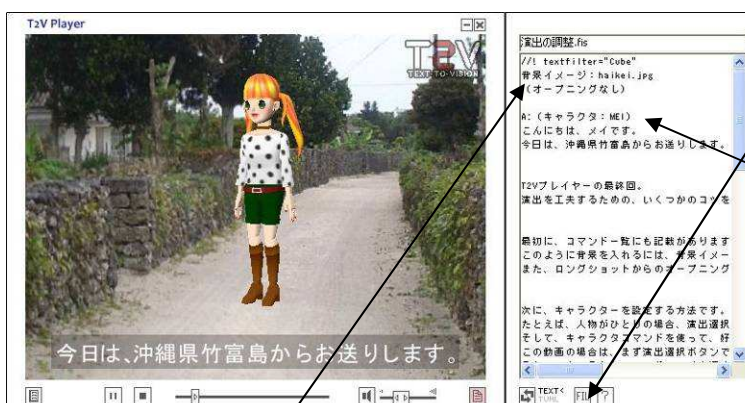 T2V Player
T2V
TEXT-TO-VISION
今日は、沖縄県竹富島からお送りします。
演出の調整.fis
//! textfilter="Cube"
背景イメージ：haikei.jpg
（オープニングなし）
A:（キャラクタ：MEI）
こんにちは、メイです。
今日は、沖縄県竹富島からお送りします。
T2Vプレイヤーの最終回。
演出を工夫するための、いくつかのコツを
最初に、コマンド一覧にも記載があります
このように背景を入れるには、背景イメー
また、ロングショットからのオープニング
次に、キャラクターを設定する方法です。
たとえば、人物がひとりの場合、演出選択
そして、キャラクタコマンドを使って、好
この動画の場合は、まず演出選択ボタンで
TEXT<
TVML
FIL
?